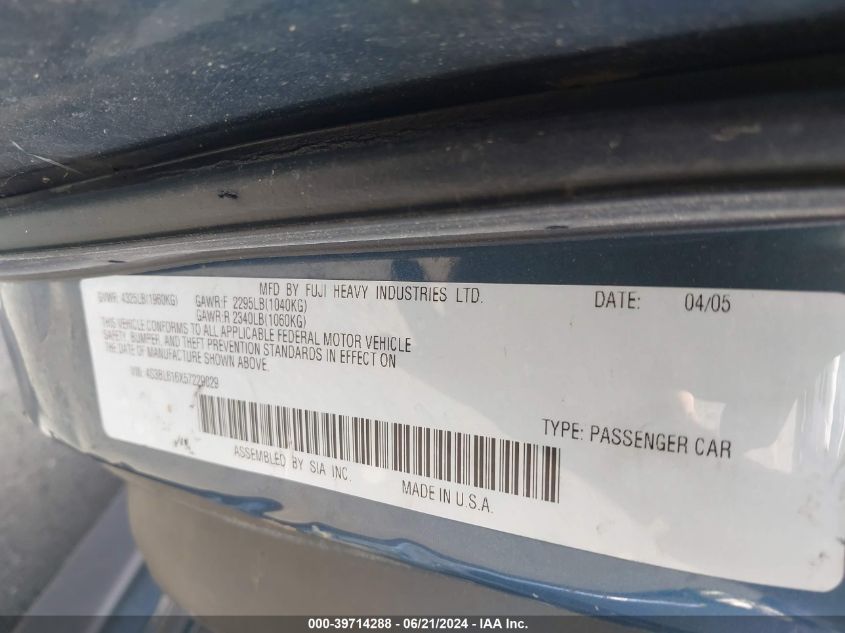 MFD BY FUJI HEAVY INDUSTRIES LTD. DATE: 04/05
GVWR: 4325LB(1960KG) GAWR:F 2295LB(1040KG)
GAWR:R 2340LB(1060KG)
THIS VEHICLE CONFORMS TO ALL APPLICABLE FEDERAL MOTOR VEHICLE
SAFETY, BUMPER, AND THEFT PREVENTION STANDARDS IN EFFECT ON
THE DATE OF MANUFACTURE SHOWN ABOVE.
VIN: 4S3BL616X57229029
TYPE: PASSENGER CAR
ASSEMBLED BY SIA INC.
MADE IN U.S.A.
000-39714288 - 06/21/2024 - IAA Inc.